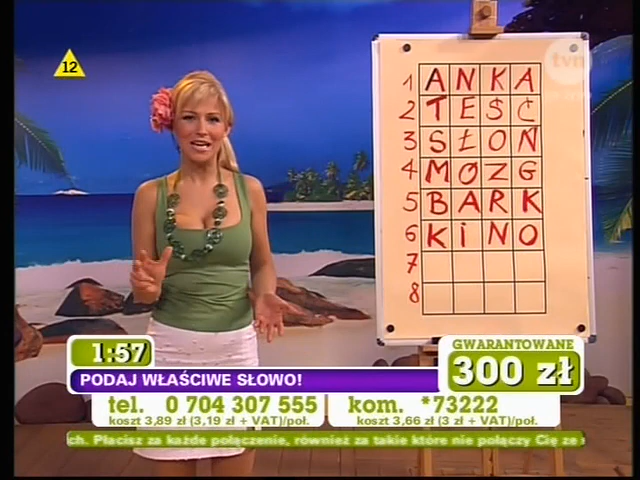 12
tvn
1 ANKA
2 TEŚĆ
3 SŁOŃ
4 MOZG
5 BARK
6 KINO
7
8
1:57
GWARANTOWANE
300 zł
PODAJ WŁAŚCIWE SŁOWO!
tel. 0 704 307 555
koszt 3,89 zł (3,19 zł + VAT)/poł.
kom. *73222
koszt 3,66 zł (3 zł + VAT)/poł.
ch. Płacisz za każde połączenie, również za takie które nie połączy Cię ze